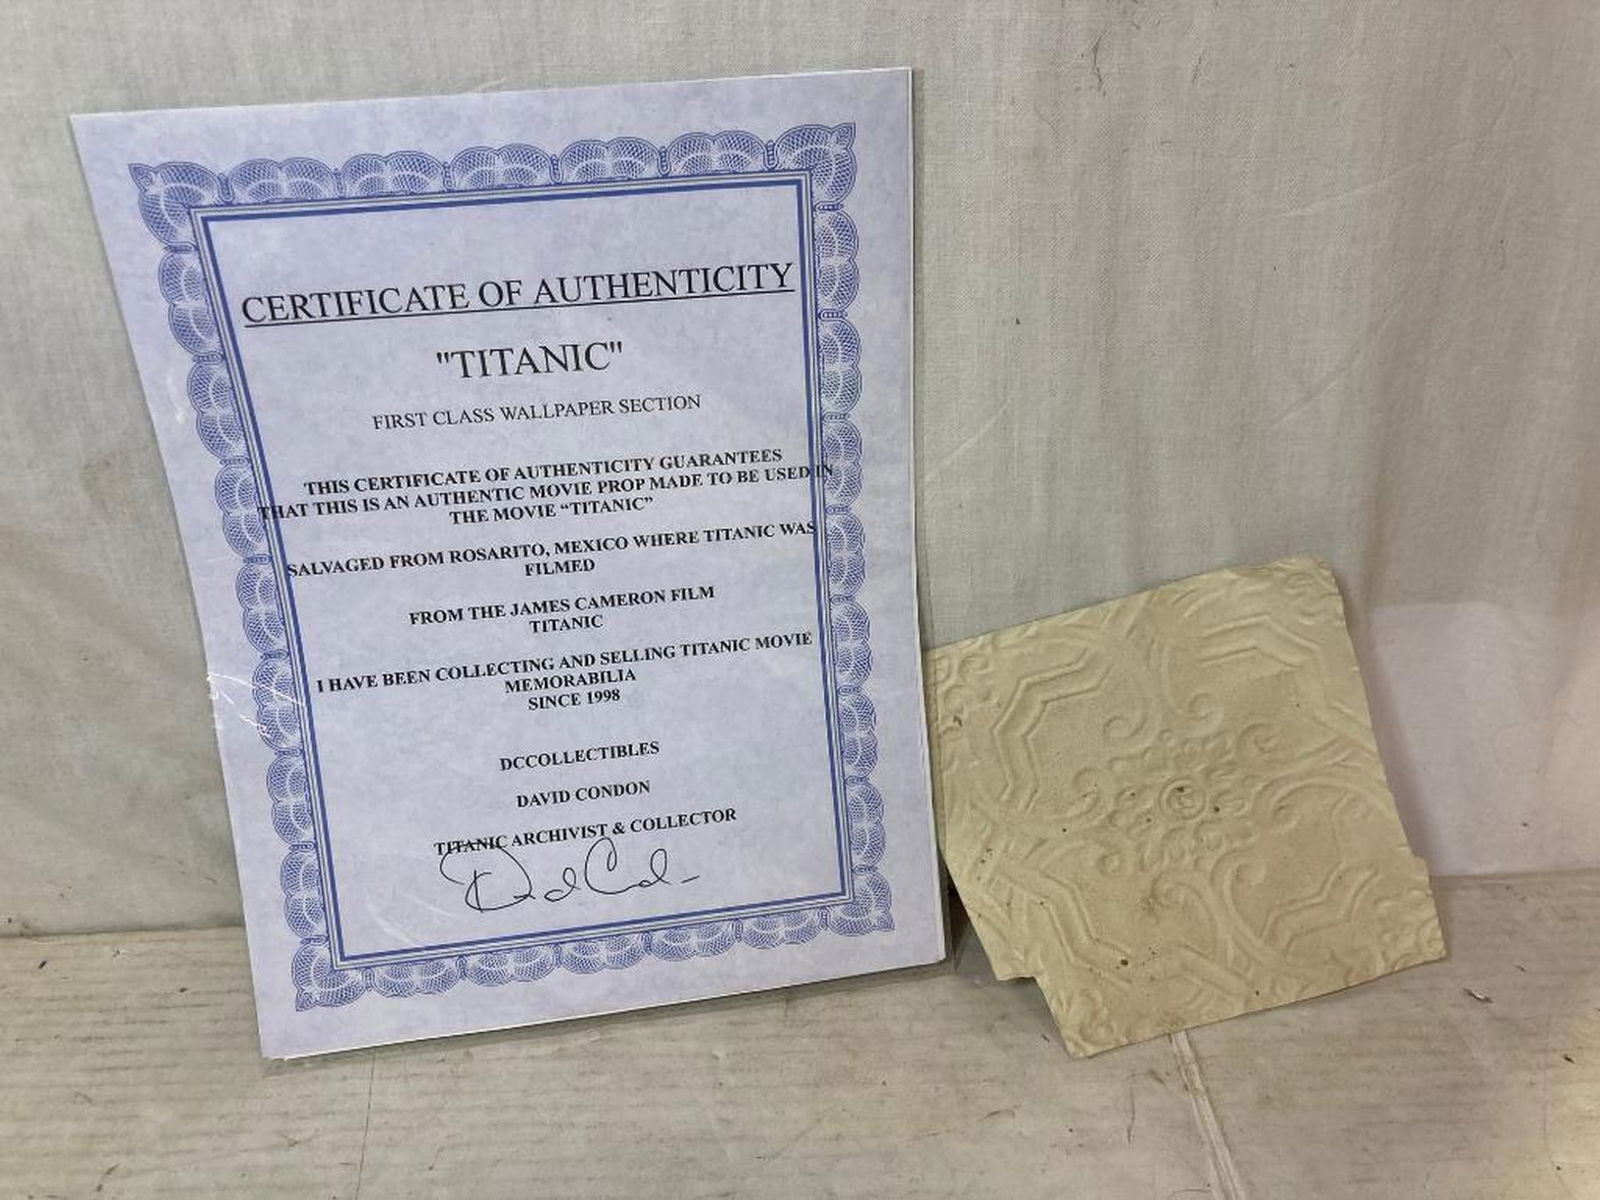 CERTIFICATE OF AUTHENTICITY
"TITANIC"
FIRST CLASS WALLPAPER SECTION
THIS CERTIFICATE OF AUTHENTICITY GUARANTEES
THAT THIS IS AN AUTHENTIC MOVIE PROP MADE TO BE USED IN
THE MOVIE “TITANIC”
SALVAGED FROM ROSARITO, MEXICO WHERE TITANIC WAS
FILMED
FROM THE JAMES CAMERON FILM
TITANIC
I HAVE BEEN COLLECTING AND SELLING TITANIC MOVIE
MEMORABILIA
SINCE 1998
DCCOLLECTIBLES
DAVID CONDON
TITANIC ARCHIVIST & COLLECTOR